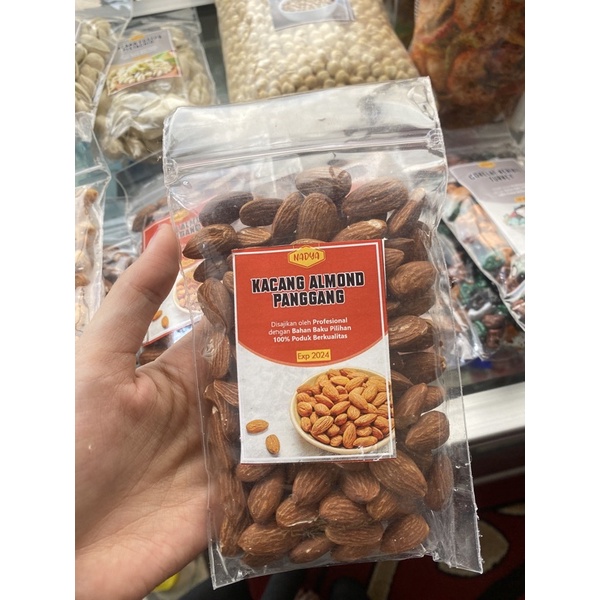 NADYA
KACANG ALMOND
PANGGANG
Disajikan oleh Profesional
dengan Bahan Baku Pilihan
100% Poduk Berkualitas
Exp 2024